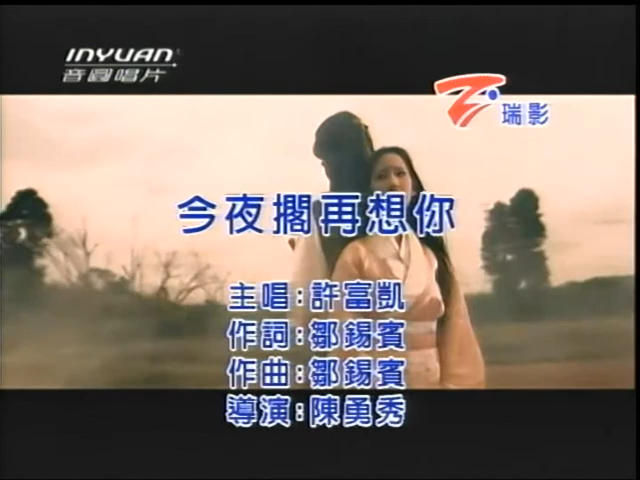 INYUAN
音圓唱片
瑞影
今夜擱再想你
主唱:許富凱
作詞:鄒錫賓
作曲:鄒錫賓
導演:陳勇秀